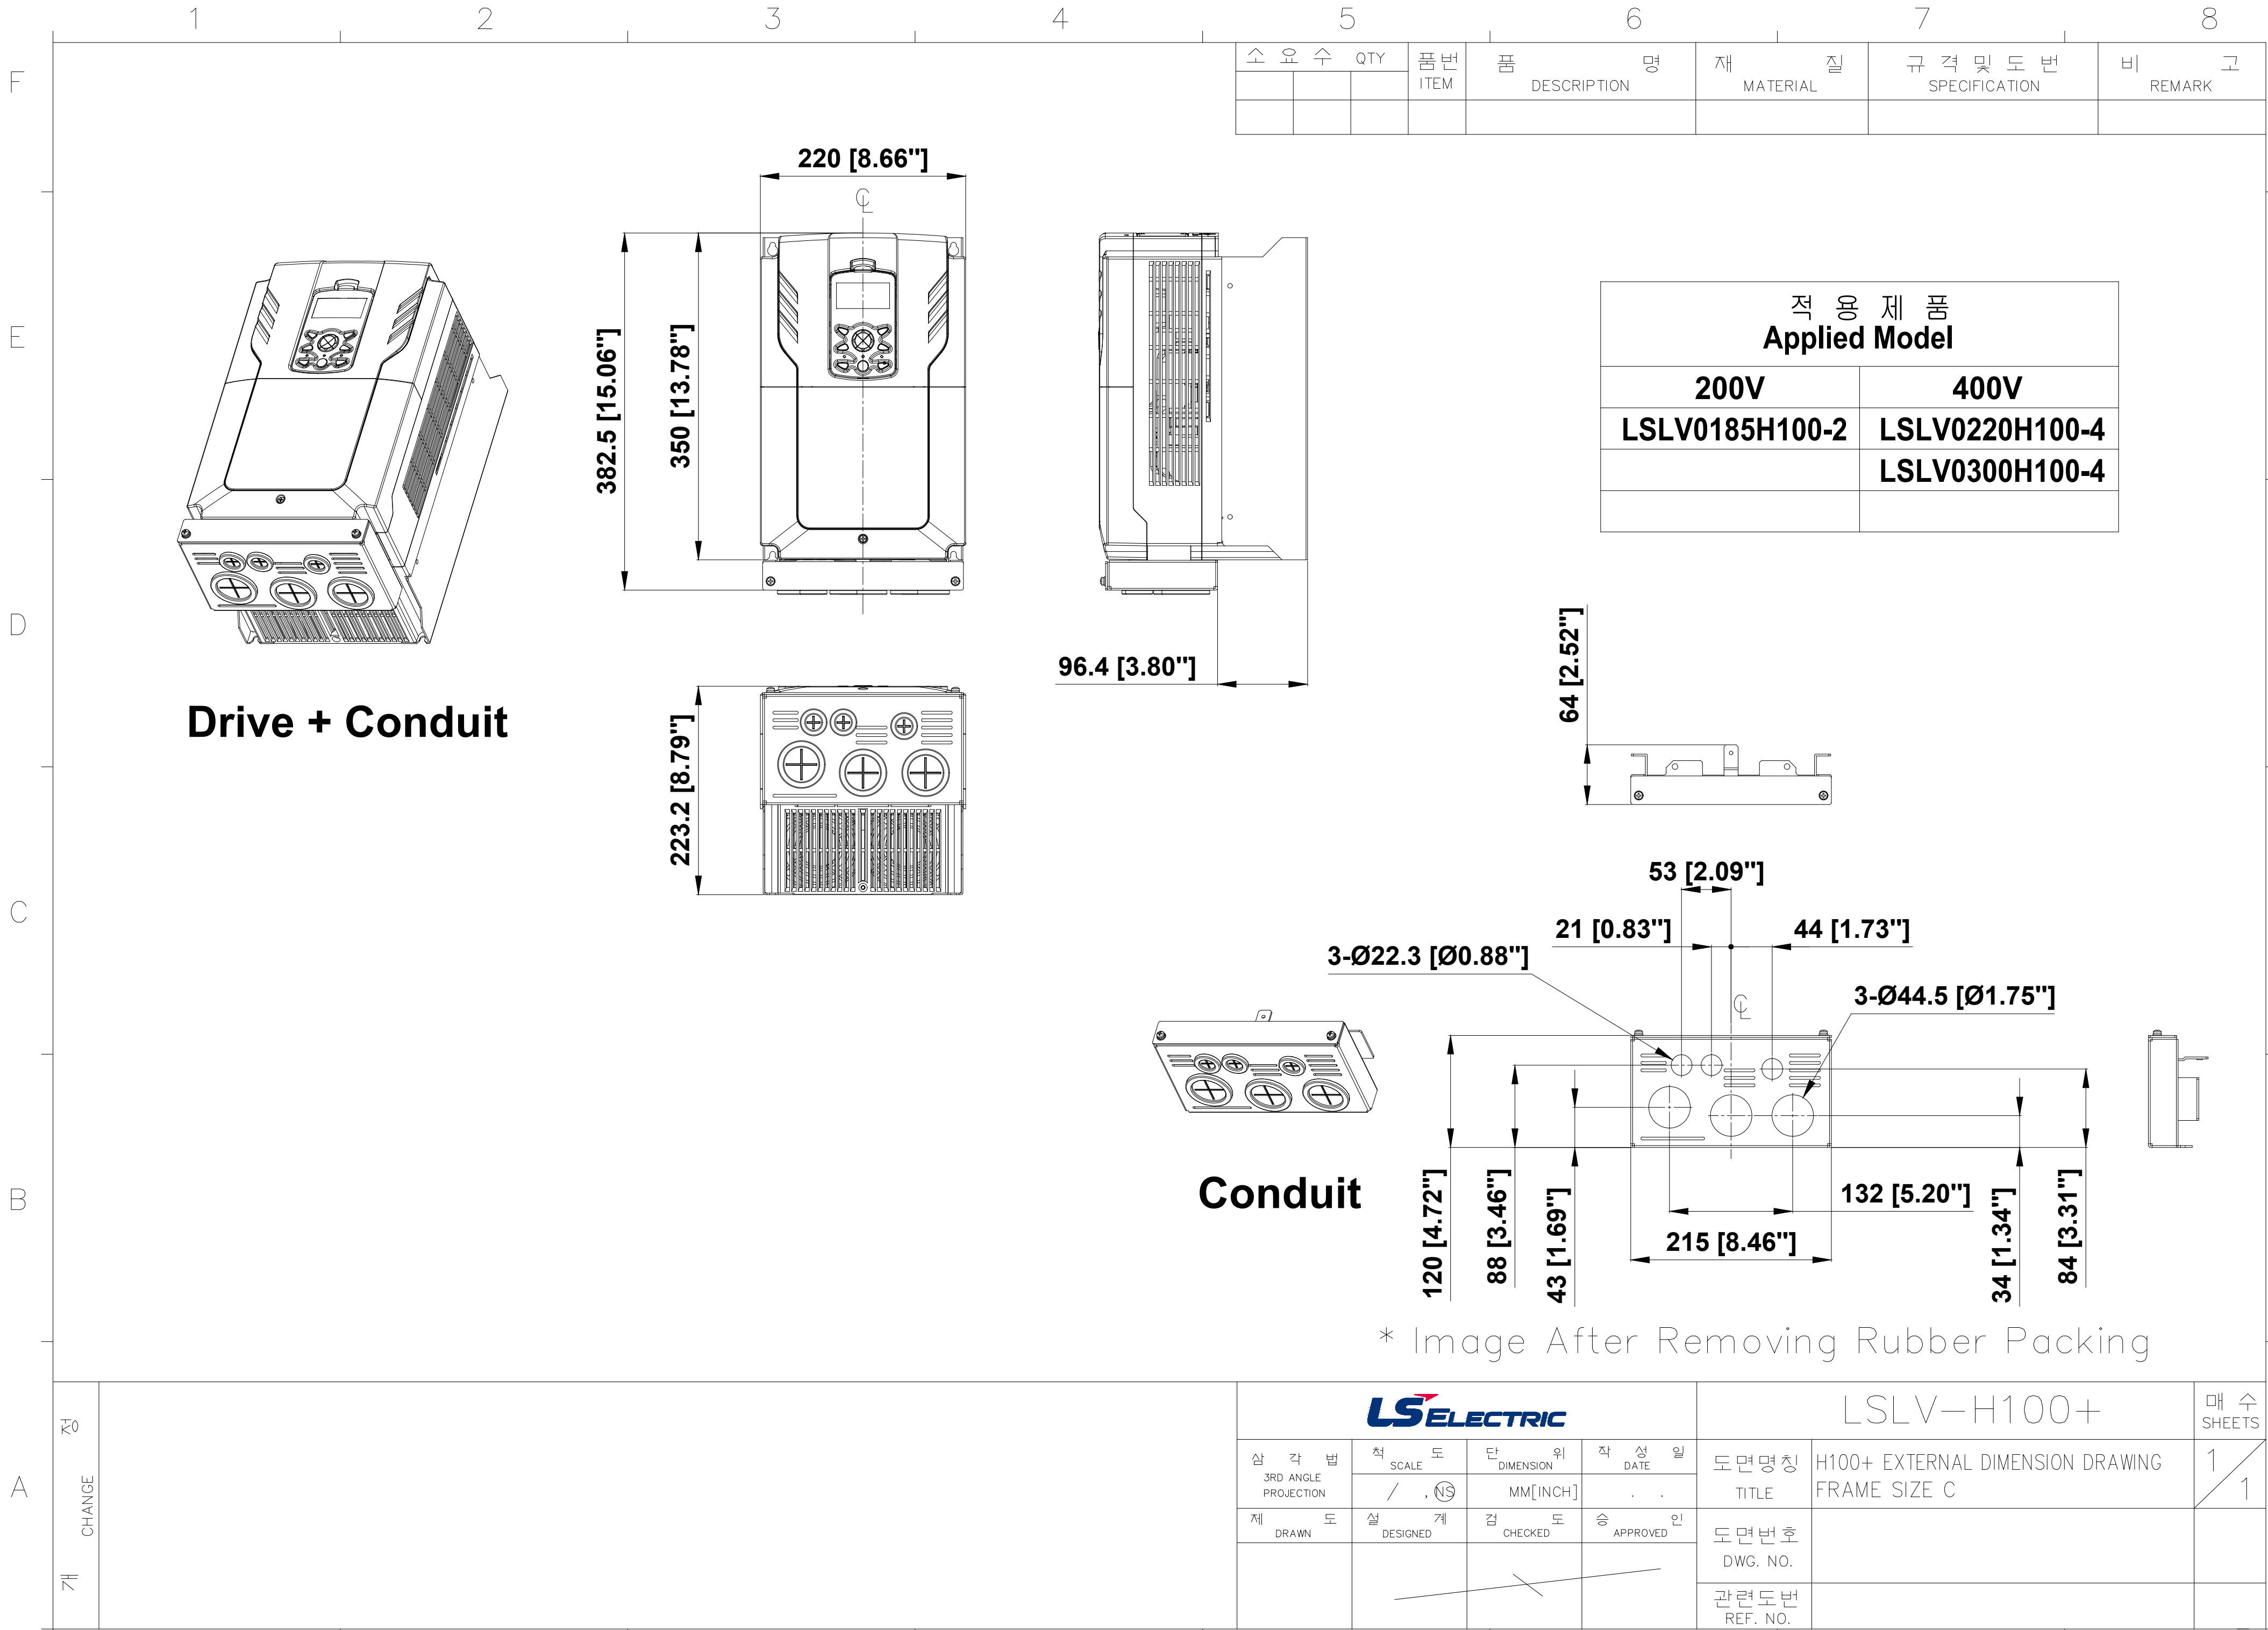 1 2 3 4 5 6 7 8
F
E
D
C
B
A
소 요 수 QTY
품번
ITEM
품 명
DESCRIPTION
재 질
MATERIAL
규 격 및 도 번
SPECIFICATION
비 고
REMARK
220 [8.66"]
℄
382.5 [15.06"]
350 [13.78"]
96.4 [3.80"]
223.2 [8.79"]
Drive + Conduit
적 용 제 품
Applied Model
200V 400V
LSLV0185H100-2 LSLV0220H100-4
LSLV0300H100-4
64 [2.52"]
53 [2.09"]
21 [0.83"]
44 [1.73"]
3-Ø22.3 [Ø0.88"]
3-Ø44.5 [Ø1.75"]
℄
Conduit
120 [4.72"]
88 [3.46"]
43 [1.69"]
132 [5.20"]
215 [8.46"]
34 [1.34"]
84 [3.31"]
* Image After Removing Rubber Packing
개 정
CHANGE
LS ELECTRIC
삼 각 법
3RD ANGLE
PROJECTION
척 도
SCALE
/ , NS
단 위
DIMENSION
MM[INCH]
작 성 일
DATE
. .
제 도
DRAWN
설 계
DESIGNED
검 도
CHECKED
승 인
APPROVED
LSLV-H100+
매 수
SHEETS
1/1
도면명칭
TITLE
H100+ EXTERNAL DIMENSION DRAWING
FRAME SIZE C
도면번호
DWG. NO.
관련도번
REF. NO.